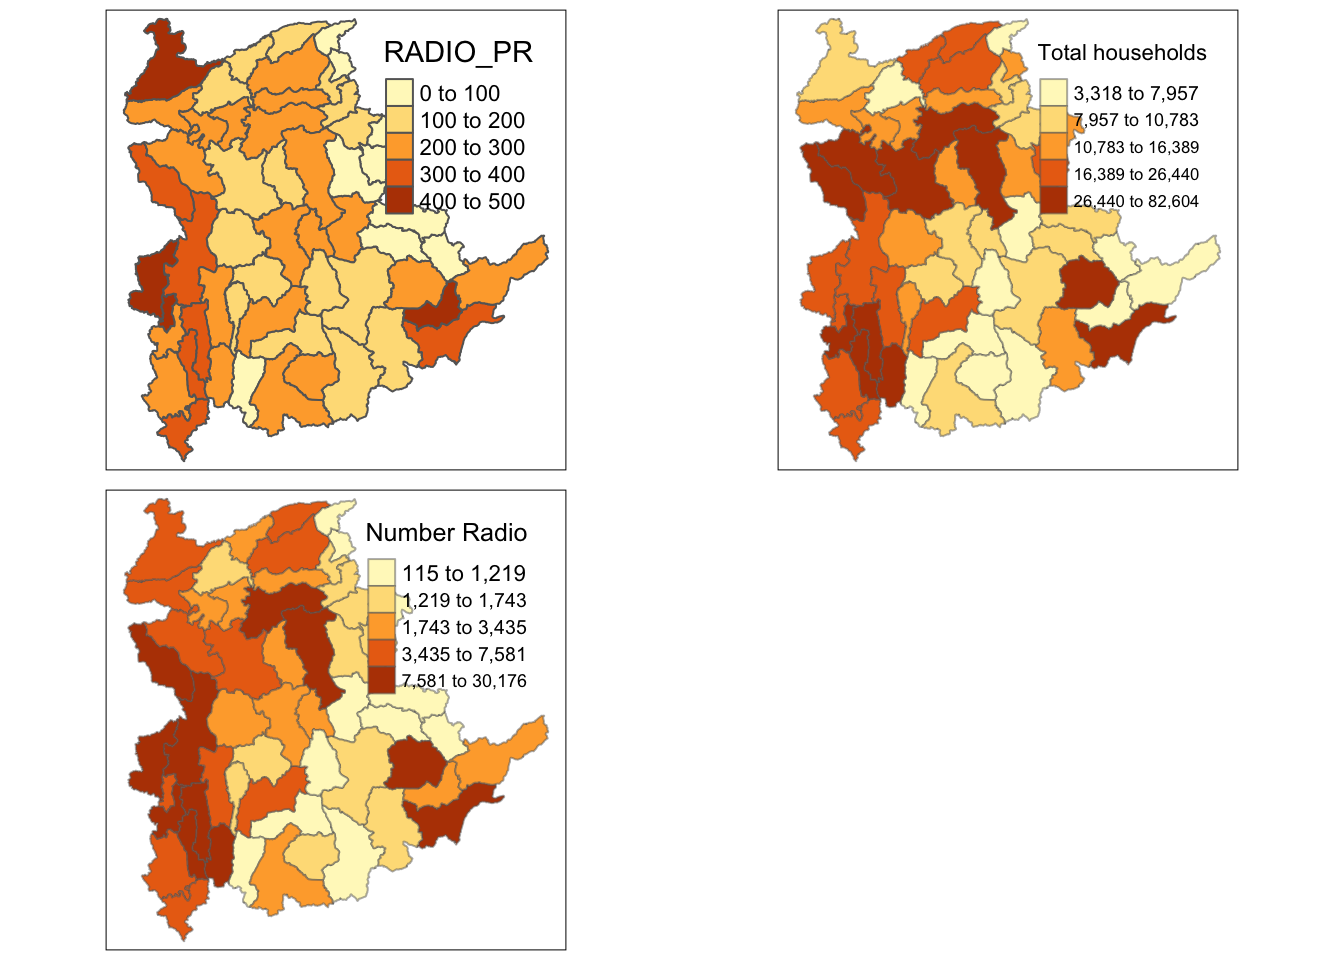 RADIO_PR
0 to 100
100 to 200
200 to 300
300 to 400
400 to 500
Total households
3,318 to 7,957
7,957 to 10,783
10,783 to 16,389
16,389 to 26,440
26,440 to 82,604
Number Radio
115 to 1,219
1,219 to 1,743
1,743 to 3,435
3,435 to 7,581
7,581 to 30,176